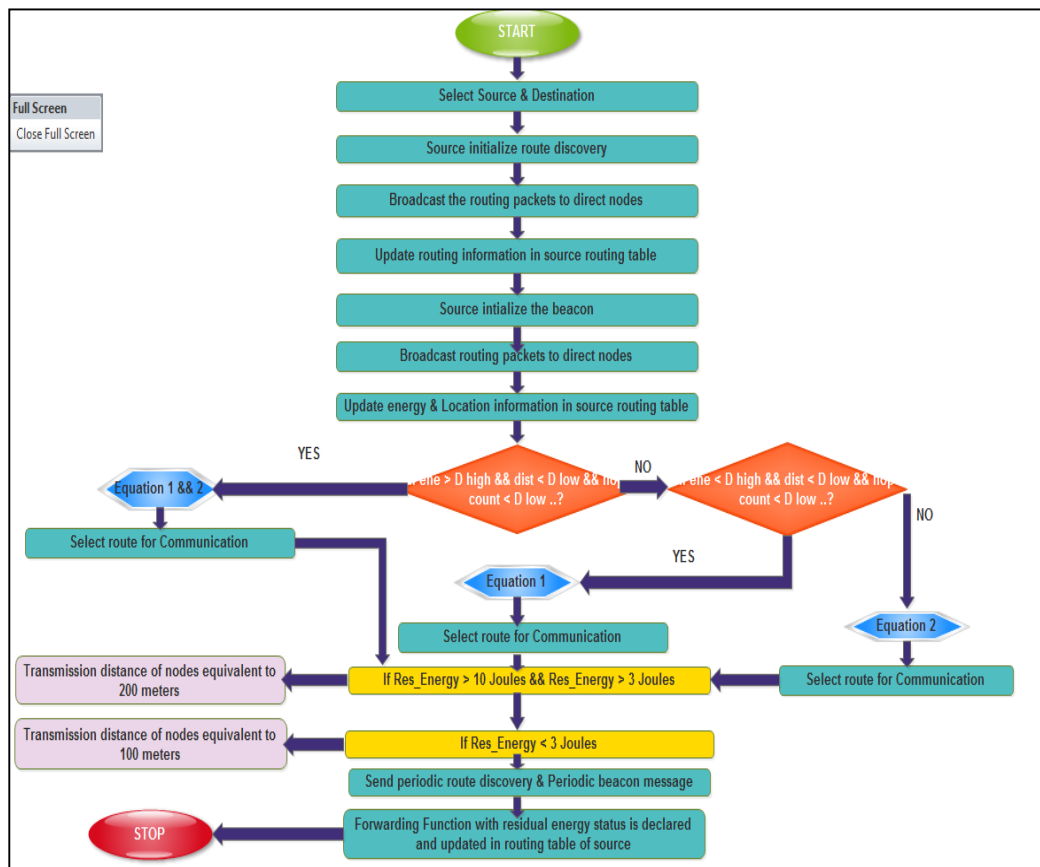 START
Full Screen
Close Full Screen
Select Source & Destination
Source initialize route discovery
Broadcast the routing packets to direct nodes
Update routing information in source routing table
Source intialize the beacon
Broadcast routing packets to direct nodes
Update energy & Location information in source routing table
YES
ene > D high && dist < D low && hop
count < D low ..?
NO
ene < D high && dist < D low && hop
count < D low ..?
Equation 1 && 2
NO
Select route for Communication
YES
Equation 1
Equation 2
Select route for Communication
Transmission distance of nodes equivalent to
200 meters
If Res_Energy > 10 Joules && Res_Energy > 3 Joules
Select route for Communication
Transmission distance of nodes equivalent to
100 meters
If Res_Energy < 3 Joules
Send periodic route discovery & Periodic beacon message
STOP
Forwarding Function with residual energy status is declared
and updated in routing table of source